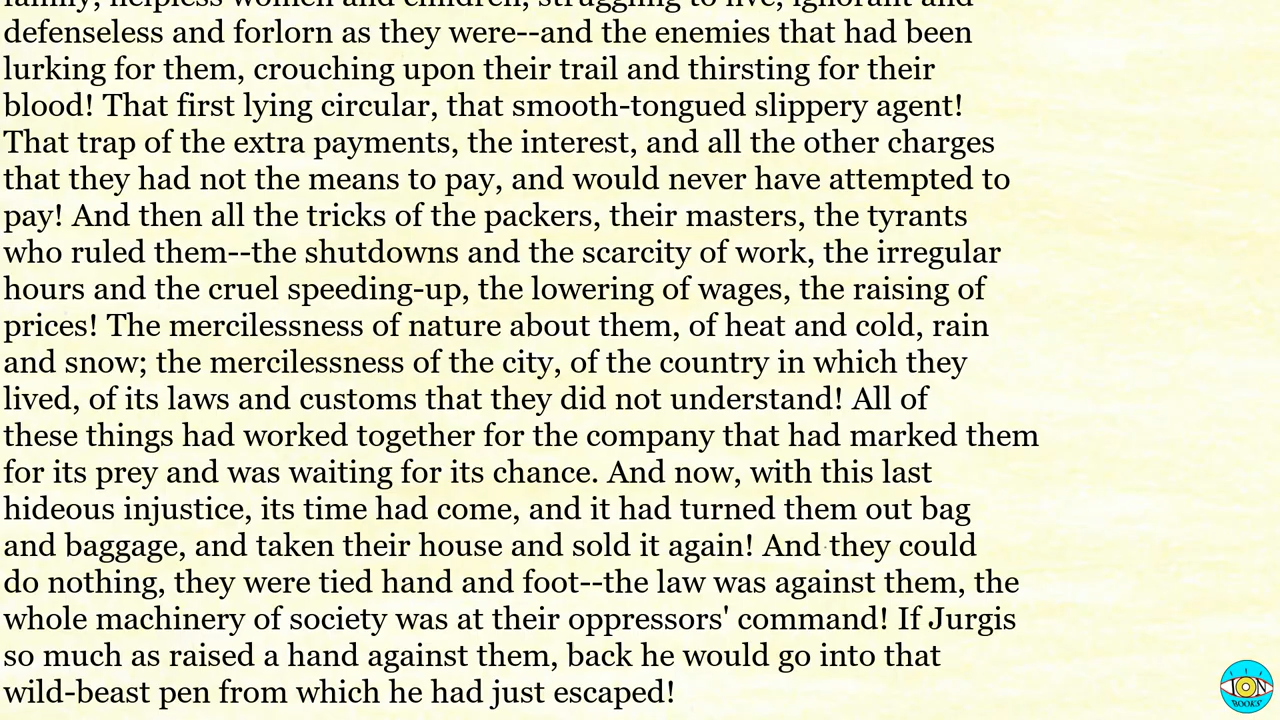 family, helpless women and children, struggling to live, ignorant and
defenseless and forlorn as they were--and the enemies that had been
lurking for them, crouching upon their trail and thirsting for their
blood! That first lying circular, that smooth-tongued slippery agent!
That trap of the extra payments, the interest, and all the other charges
that they had not the means to pay, and would never have attempted to
pay! And then all the tricks of the packers, their masters, the tyrants
who ruled them--the shutdowns and the scarcity of work, the irregular
hours and the cruel speeding-up, the lowering of wages, the raising of
prices! The mercilessness of nature about them, of heat and cold, rain
and snow; the mercilessness of the city, of the country in which they
lived, of its laws and customs that they did not understand! All of
these things had worked together for the company that had marked them
for its prey and was waiting for its chance. And now, with this last
hideous injustice, its time had come, and it had turned them out bag
and baggage, and taken their house and sold it again! And they could
do nothing, they were tied hand and foot--the law was against them, the
whole machinery of society was at their oppressors' command! If Jurgis
so much as raised a hand against them, back he would go into that
wild-beast pen from which he had just escaped!
ION
BOOKS